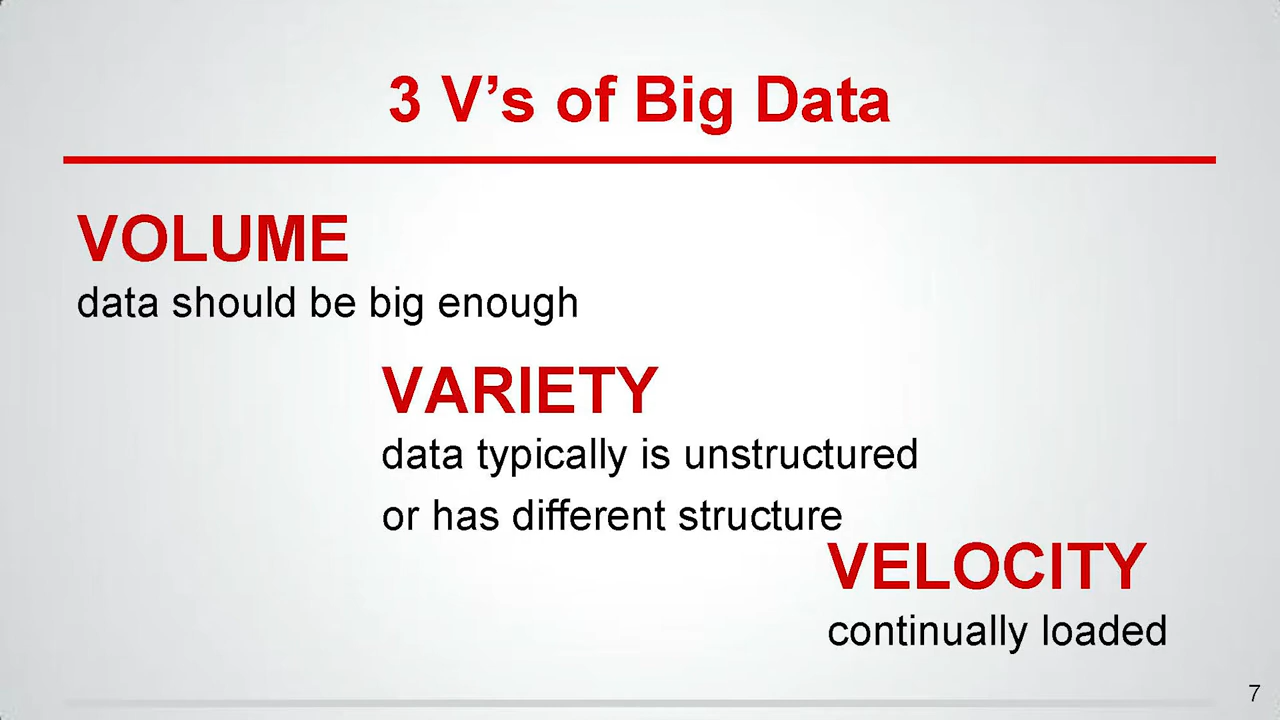 3 V’s of Big Data
VOLUME
data should be big enough
VARIETY
data typically is unstructured
or has different structure
VELOCITY
continually loaded
7